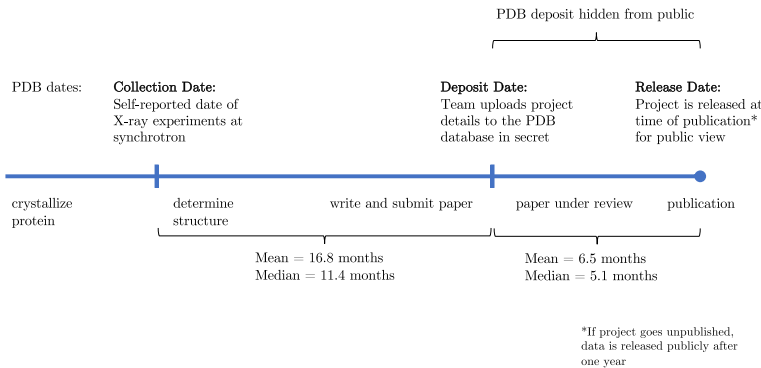 PDB deposit hidden from public
PDB dates:
Collection Date:
Self-reported date of
X-ray experiments at
synchrotron
Deposit Date:
Team uploads project
details to the PDB
database in secret
Release Date:
Project is released at
time of publication*
for public view
crystallize
protein
determine
structure
write and submit paper
paper under review
publication
Mean = 16.8 months
Median = 11.4 months
Mean = 6.5 months
Median = 5.1 months
*If project goes unpublished,
data is released publicly after
one year